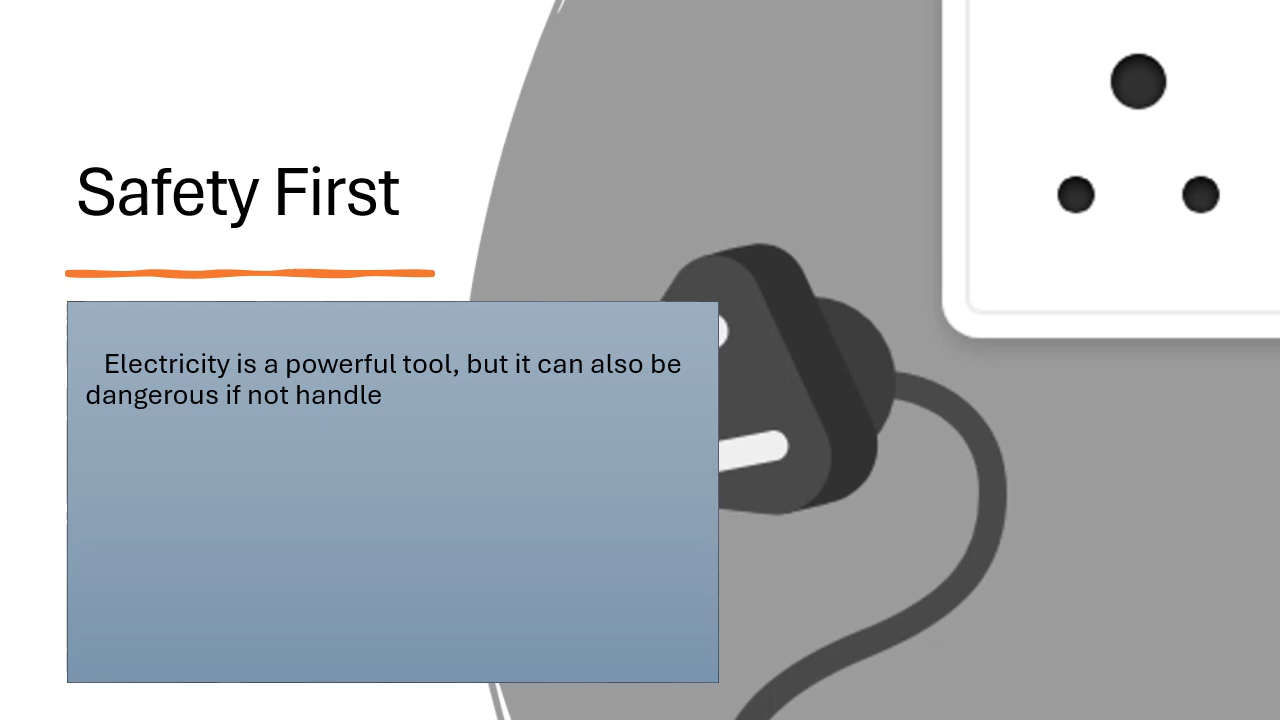 Safety First
Electricity is a powerful tool, but it can also be
dangerous if not handle